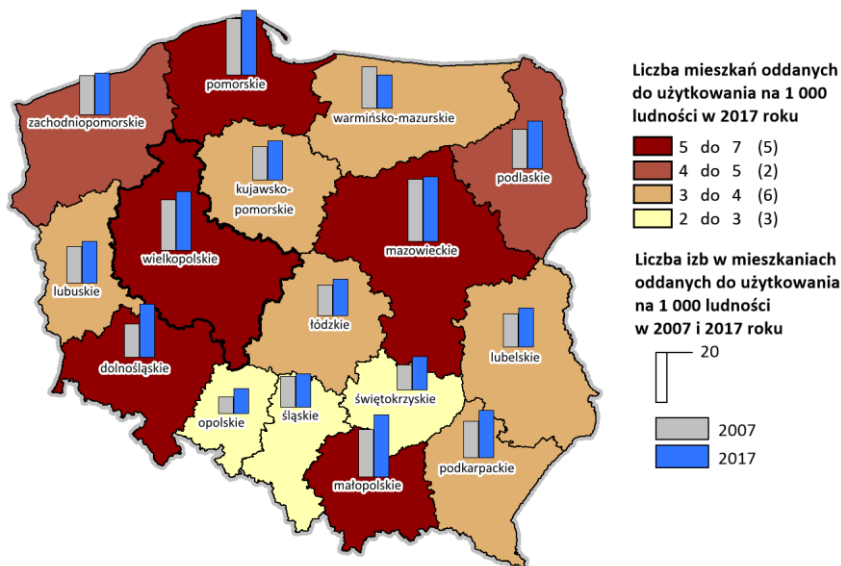 pomorskie
zachodniopomorskie
warmińsko-mazurskie
podlaskie
kujawsko-
pomorskie
wielkopolskie
mazowieckie
lubuskie
łódzkie
lubelskie
dolnośląskie
opolskie
śląskie
świętokrzyskie
małopolskie
podkarpackie
Liczba mieszkań oddanych
do użytkowania na 1 000
ludności w 2017 roku
5 do 7 (5)
4 do 5 (2)
3 do 4 (6)
2 do 3 (3)
Liczba izb w mieszkaniach
oddanych do użytkowania
na 1 000 ludności
w 2007 i 2017 roku
20
2007
2017